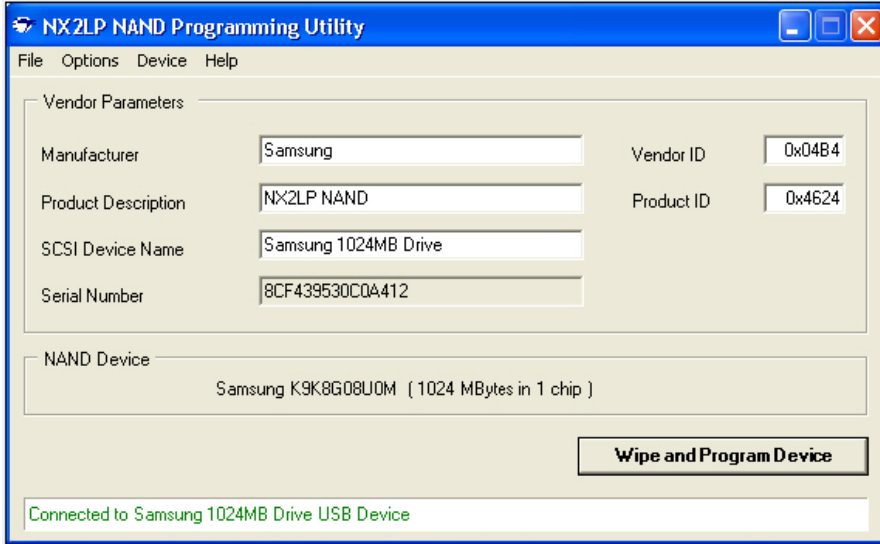 NX2LP NAND Programming Utility
File Options Device Help
Vendor Parameters
Manufacturer Samsung Vendor ID 0x04B4
Product Description NX2LP NAND Product ID 0x4624
SCSI Device Name Samsung 1024MB Drive
Serial Number 8CF439530C0A412
NAND Device
Samsung K9K8G08U0M ( 1024 MBytes in 1 chip )
Wipe and Program Device
Connected to Samsung 1024MB Drive USB Device